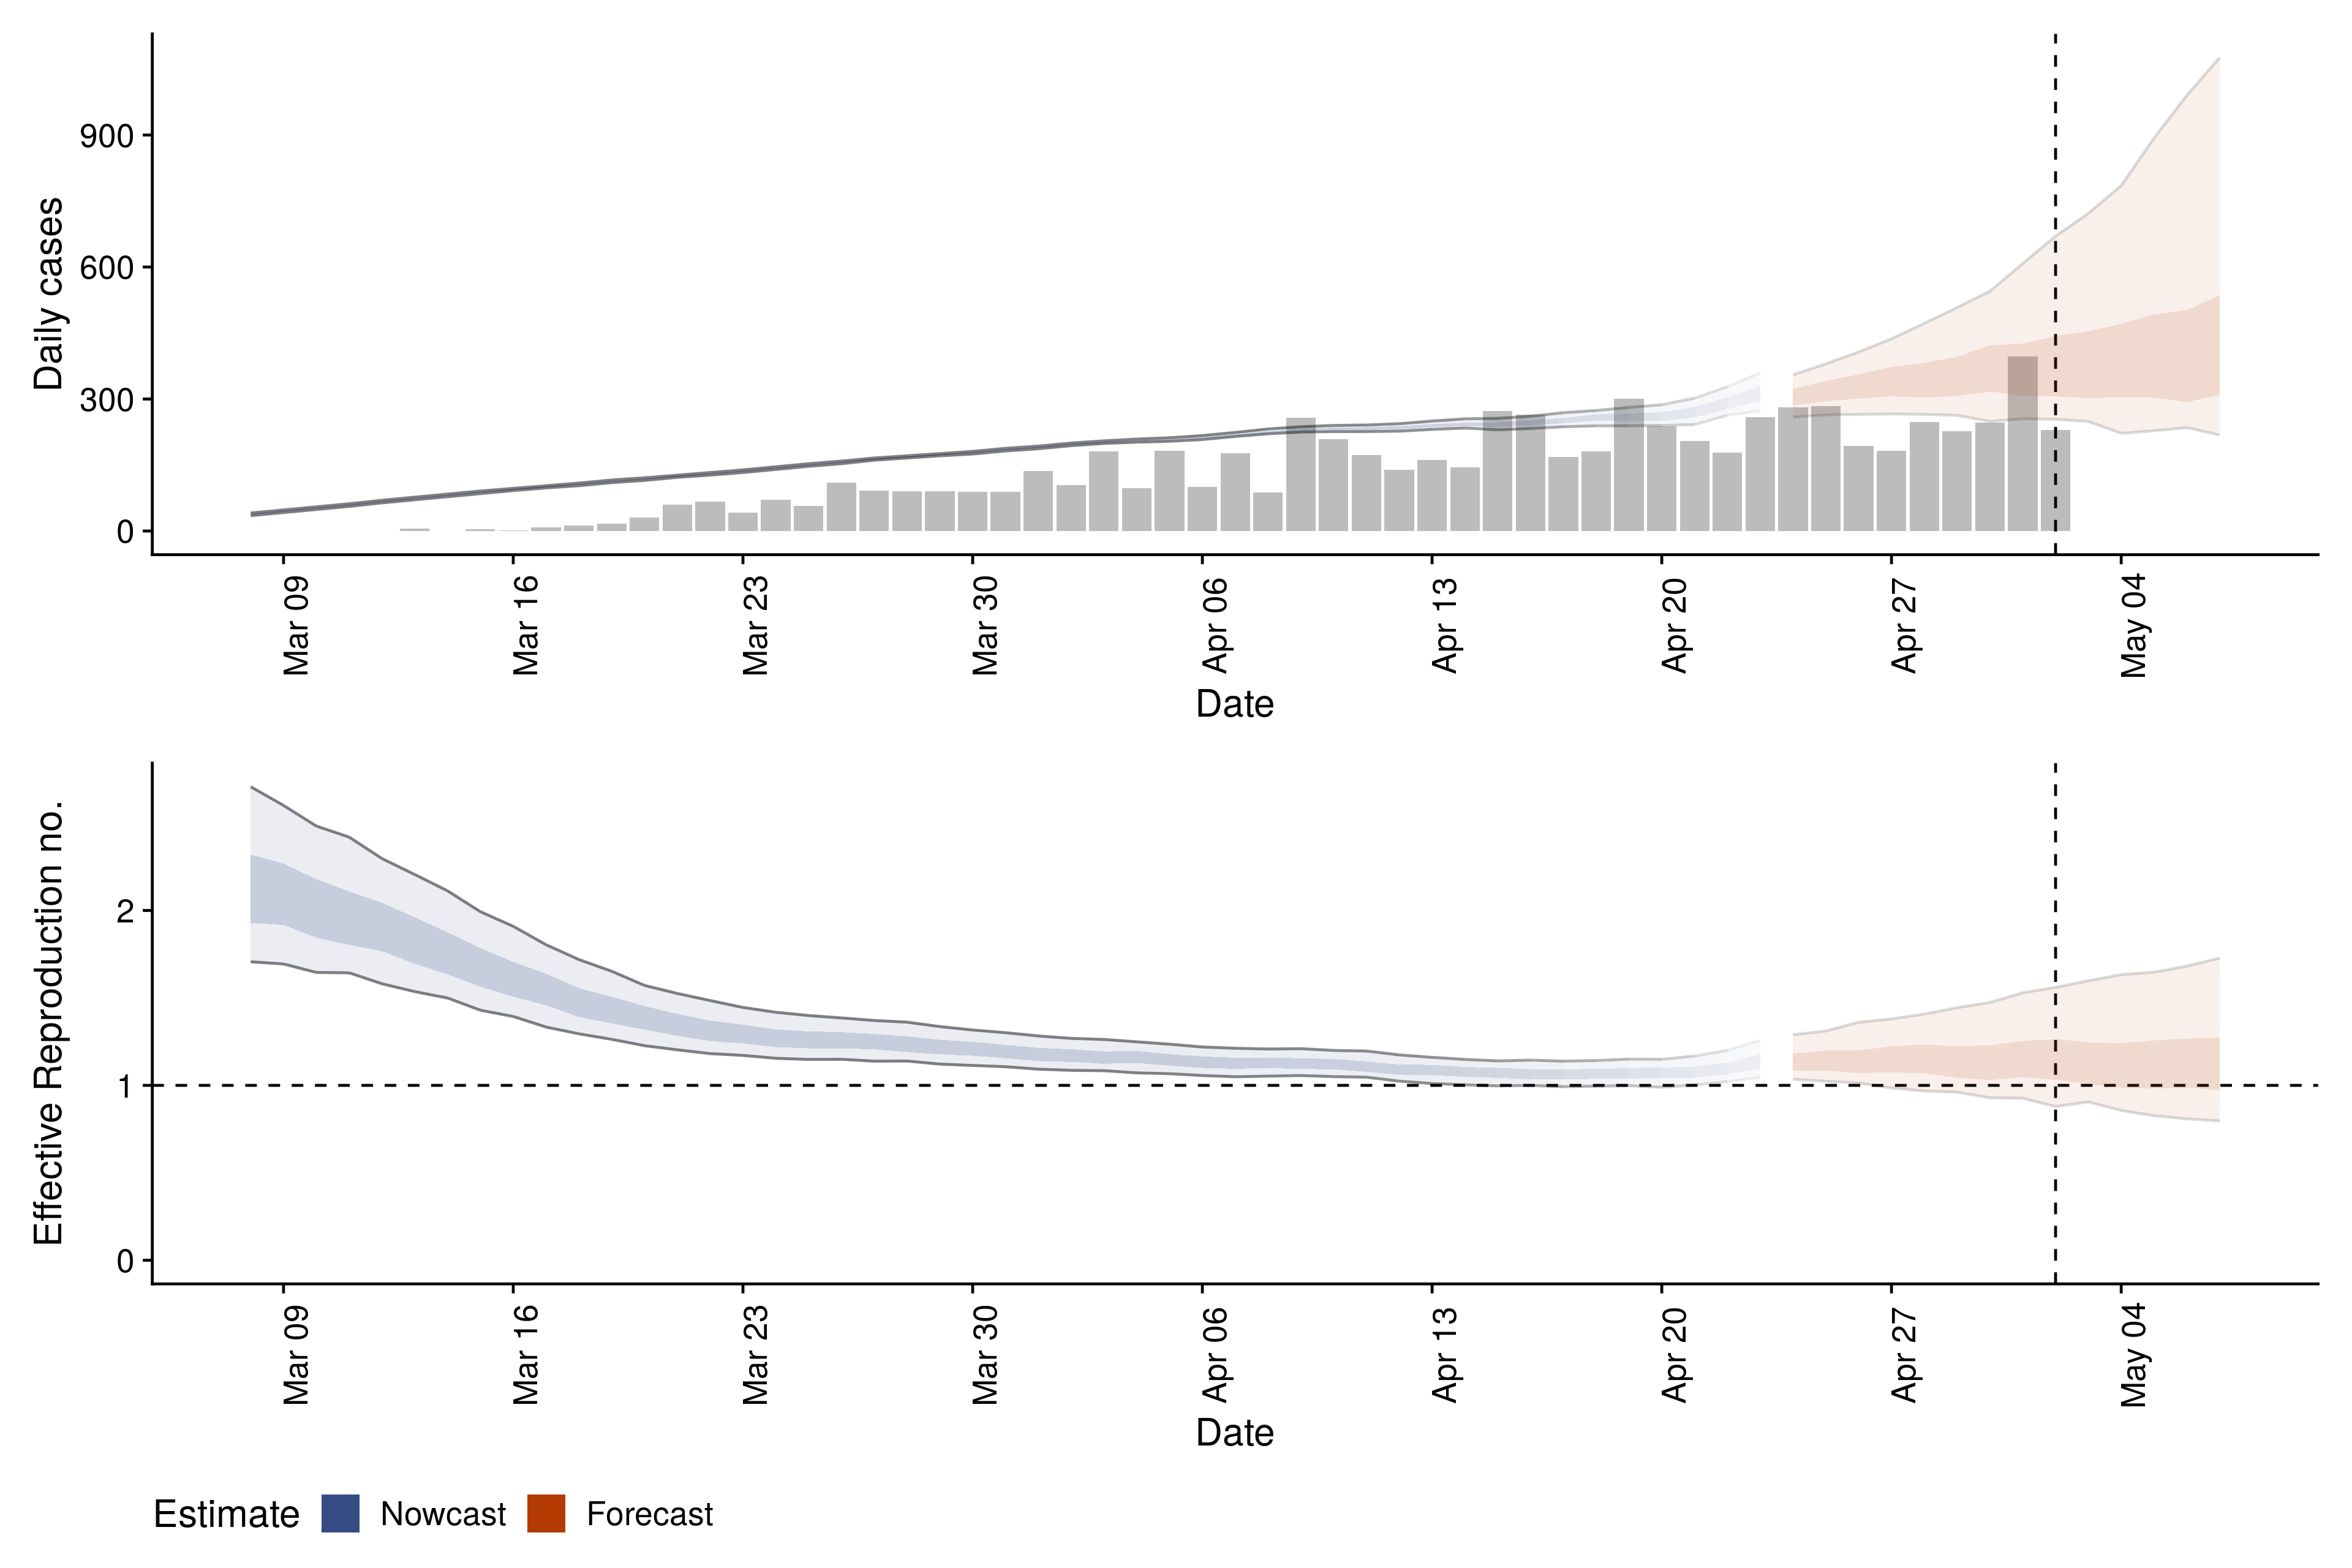 Daily cases
900
600
300
0
Mar 09
Mar 16
Mar 23
Mar 30
Apr 06
Apr 13
Apr 20
Apr 27
May 04
Date
Effective Reproduction no.
2
1
0
Mar 09
Mar 16
Mar 23
Mar 30
Apr 06
Apr 13
Apr 20
Apr 27
May 04
Date
Estimate Nowcast Forecast